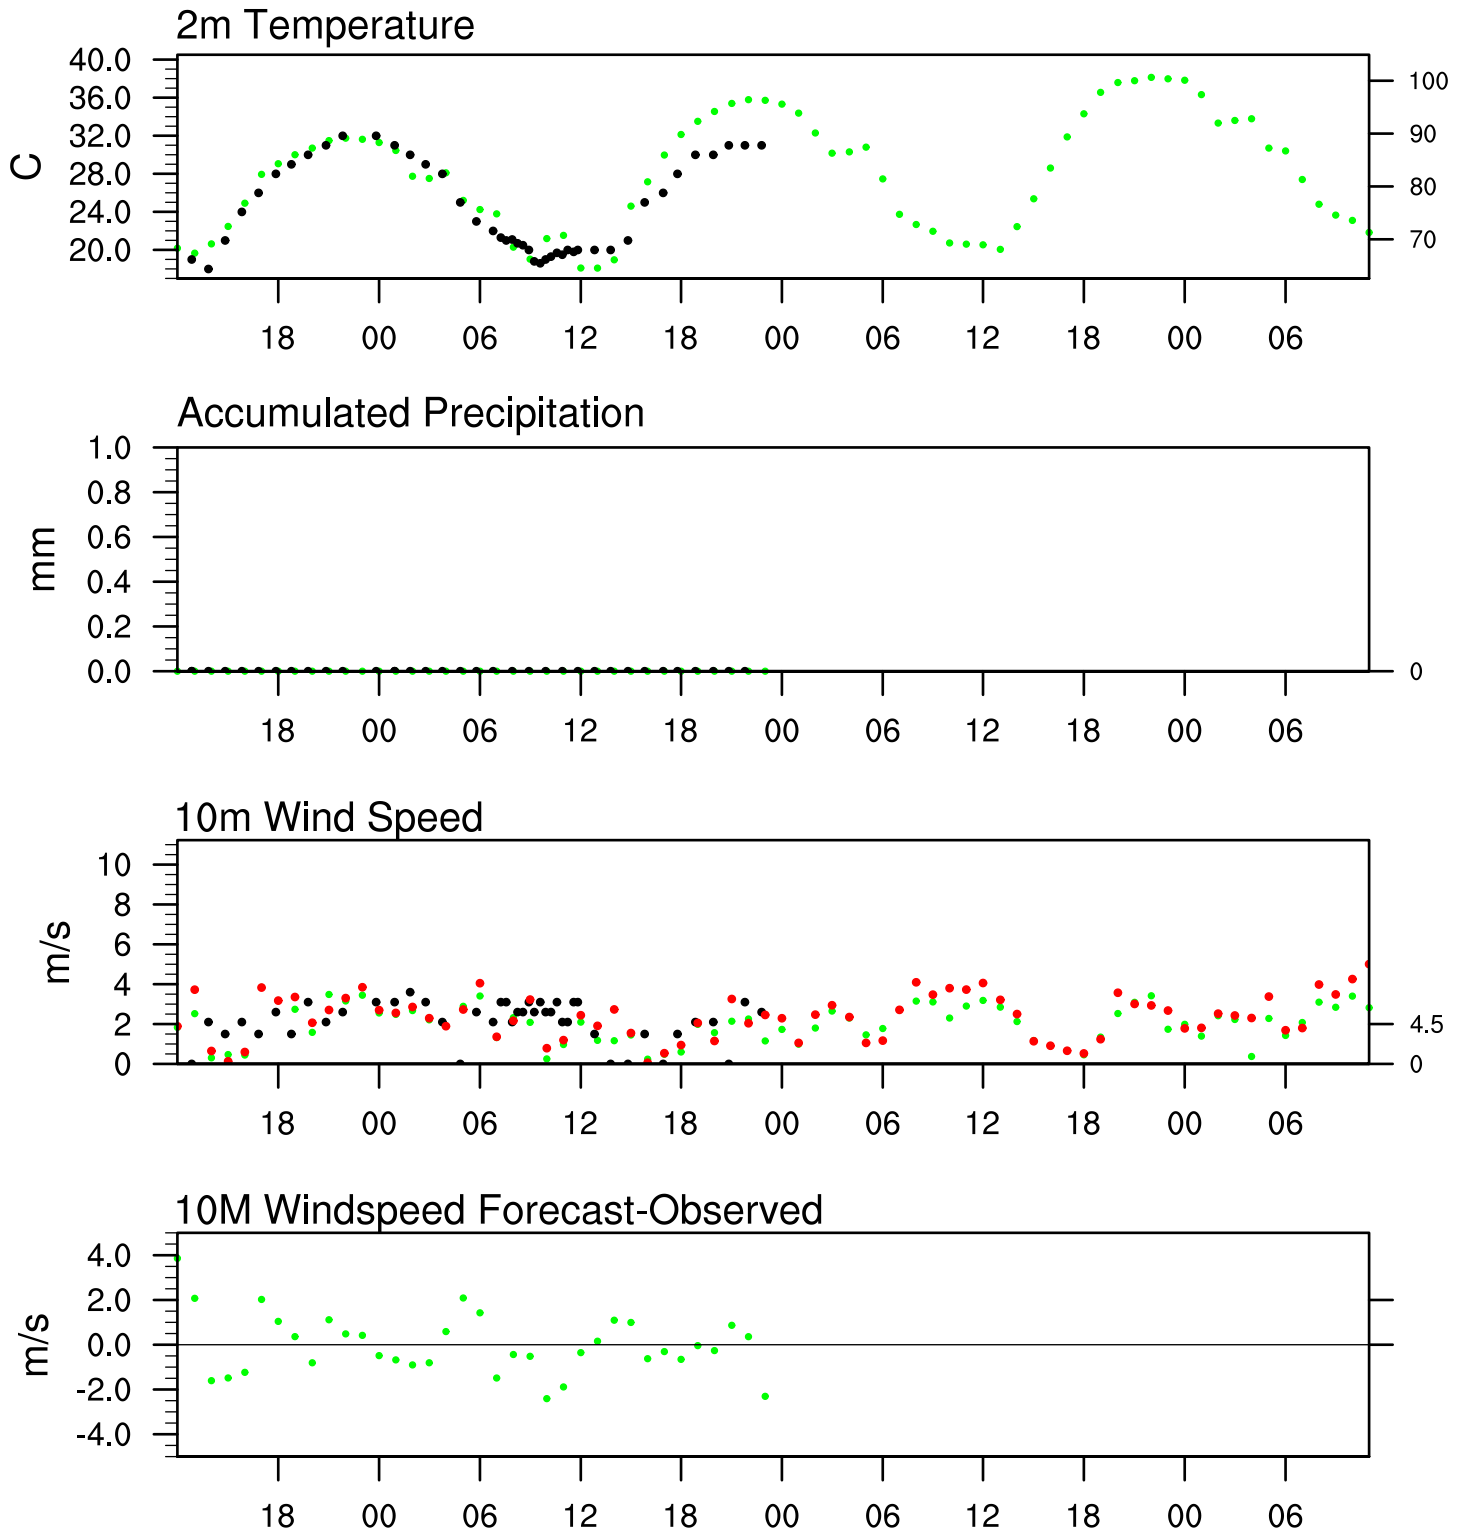 2m Temperature
40.0
36.0
32.0
28.0
24.0
20.0
C
100
90
80
70
18 00 06 12 18 00 06 12 18 00 06
Accumulated Precipitation
1.0
0.8
0.6
0.4
0.2
0.0
mm
0
18 00 06 12 18 00 06 12 18 00 06
10m Wind Speed
10
8
6
4
2
0
m/s
4.5
0
18 00 06 12 18 00 06 12 18 00 06
10M Windspeed Forecast-Observed
4.0
2.0
0.0
-2.0
-4.0
m/s
18 00 06 12 18 00 06 12 18 00 06